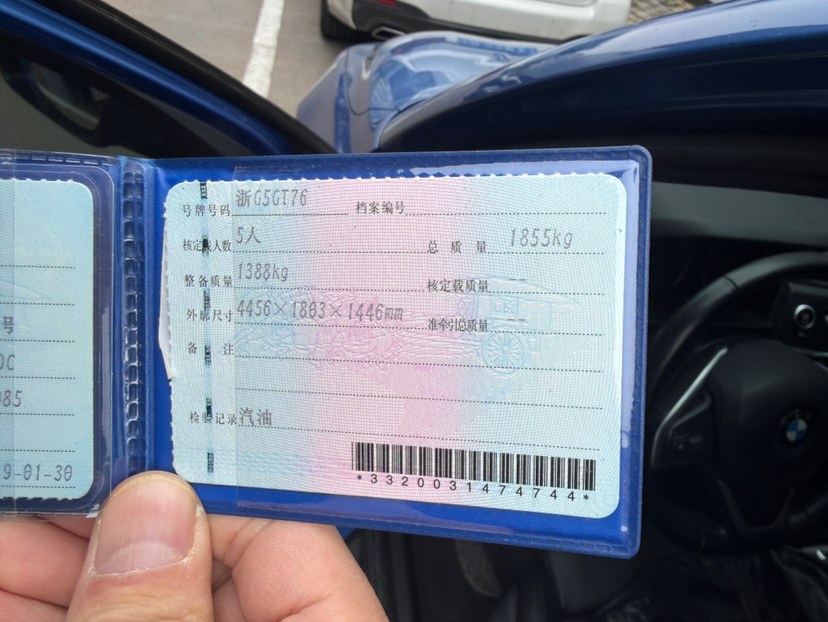 号
DC
085
9-01-30
号牌号码 浙G5GT76 档案编号
核定载人数 5人 总质量 1855kg
整备质量 1388kg 核定载质量 --
外廓尺寸 4456×1803×1446mm 准牵引总质量 --
备注
检验记录 汽油
*3320031474744*
BMW